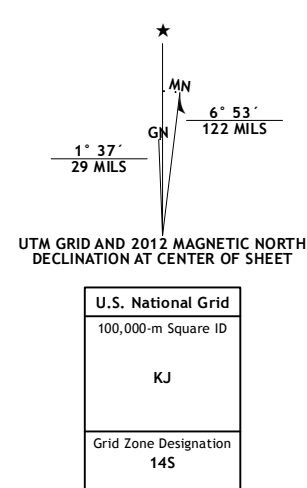 ★
MN
GN
6° 53´
122 MILS
1° 37´
29 MILS
UTM GRID AND 2012 MAGNETIC NORTH
DECLINATION AT CENTER OF SHEET
U.S. National Grid
100,000-m Square ID
KJ
Grid Zone Designation
14S